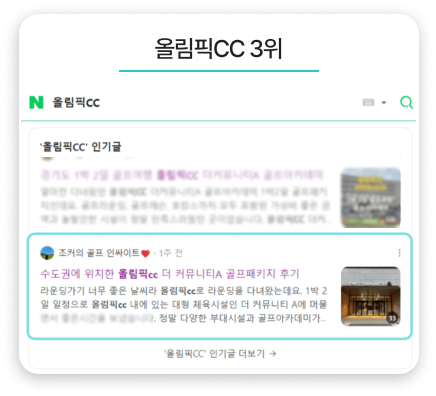 올림픽CC 3위
N 올림픽CC
'올림픽CC' 인기글
경기도 1박 2일 골프여행 올림픽CC 더커뮤니티A 골프아카데미
조커의 골프 인싸이트❤️ · 1주 전
수도권에 위치한 올림픽cc 더 커뮤니티A 골프패키지 후기
라운딩가기 너무 좋은 날씨라 올림픽cc로 라운딩을 다녀왔는데요. 1박 2
일 일정으로 올림픽cc 내에 있는 대형 체육시설인 더 커뮤니티 A에 머물
면서 좋은시간을 보냈습니다. 정말 다양한 부대시설과 골프아카데미가...
33
'올림픽CC' 인기글 더보기 →